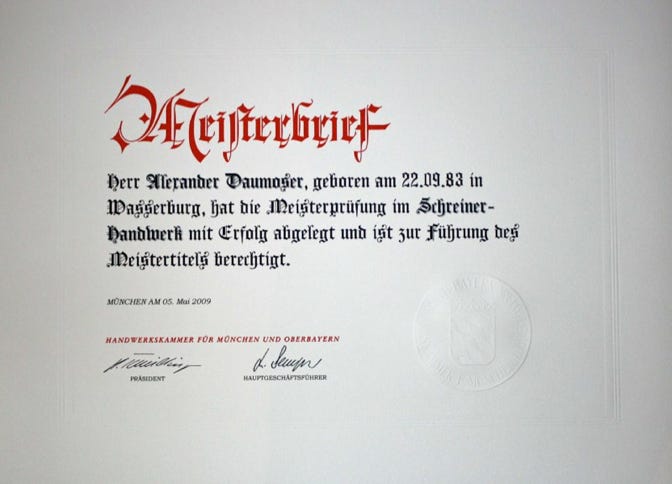 Meisterbrief
Herr Alexander Daumoser, geboren am 22.09.83 in
Wasserburg, hat die Meisterprüfung im Schreiner-
Handwerk mit Erfolg abgelegt und ist zur Führung des
Meistertitels berechtigt.
MÜNCHEN AM 05. Mai 2009
HANDWERKSKAMMER FÜR MÜNCHEN UND OBERBAYERN
PRÄSIDENT
HAUPTGESCHÄFTSFÜHRER